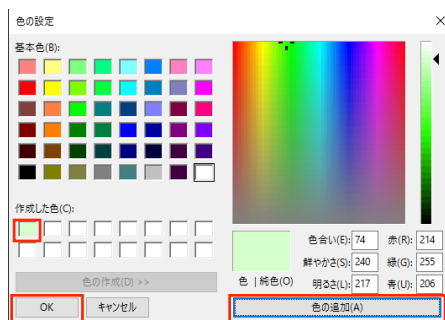 色の設定
基本色(B):
作成した色(C):
色の作成(D) >>
OK
キャンセル
色 | 純色(O)
色合い(E): 74
鮮やかさ(S): 240
明るさ(L): 217
赤(R): 214
緑(G): 255
青(U): 206
色の追加(A)